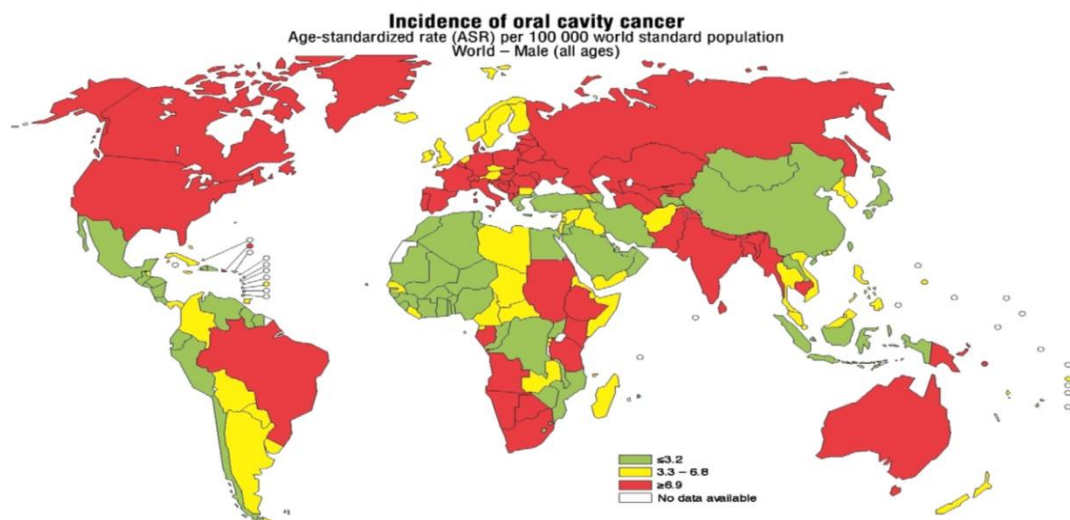 Incidence of oral cavity cancer
Age-standardized rate (ASR) per 100 000 world standard population
World – Male (all ages)
≤3.2
3.3 – 6.8
≥6.9
No data available